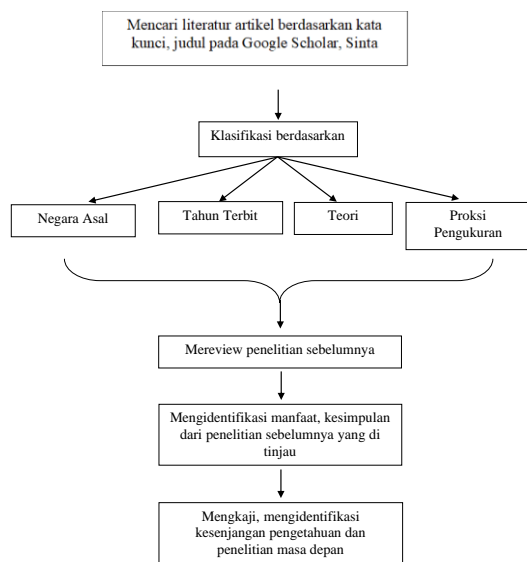 Mencari literatur artikel berdasarkan kata
kunci, judul pada Google Scholar, Sinta
Klasifikasi berdasarkan
Negara Asal
Tahun Terbit
Teori
Proksi
Pengukuran
Mereview penelitian sebelumnya
Mengidentifikasi manfaat, kesimpulan
dari penelitian sebelumnya yang di
tinjau
Mengkaji, mengidentifikasi
kesenjangan pengetahuan dan
penelitian masa depan